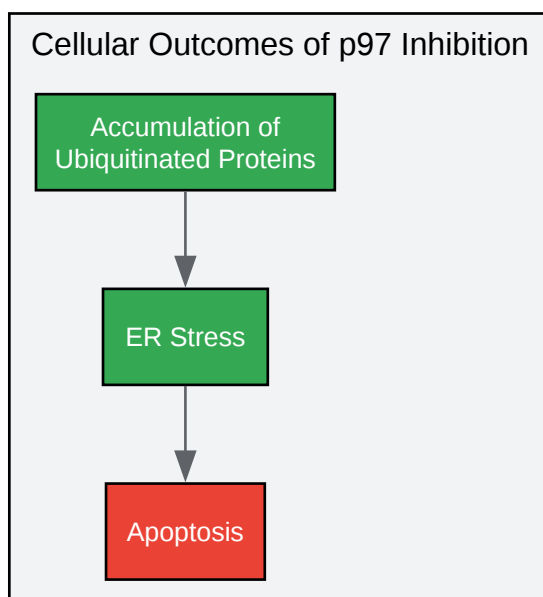 Cellular Outcomes of p97 Inhibition
Accumulation of
Ubiquitinated Proteins
ER Stress
Apoptosis